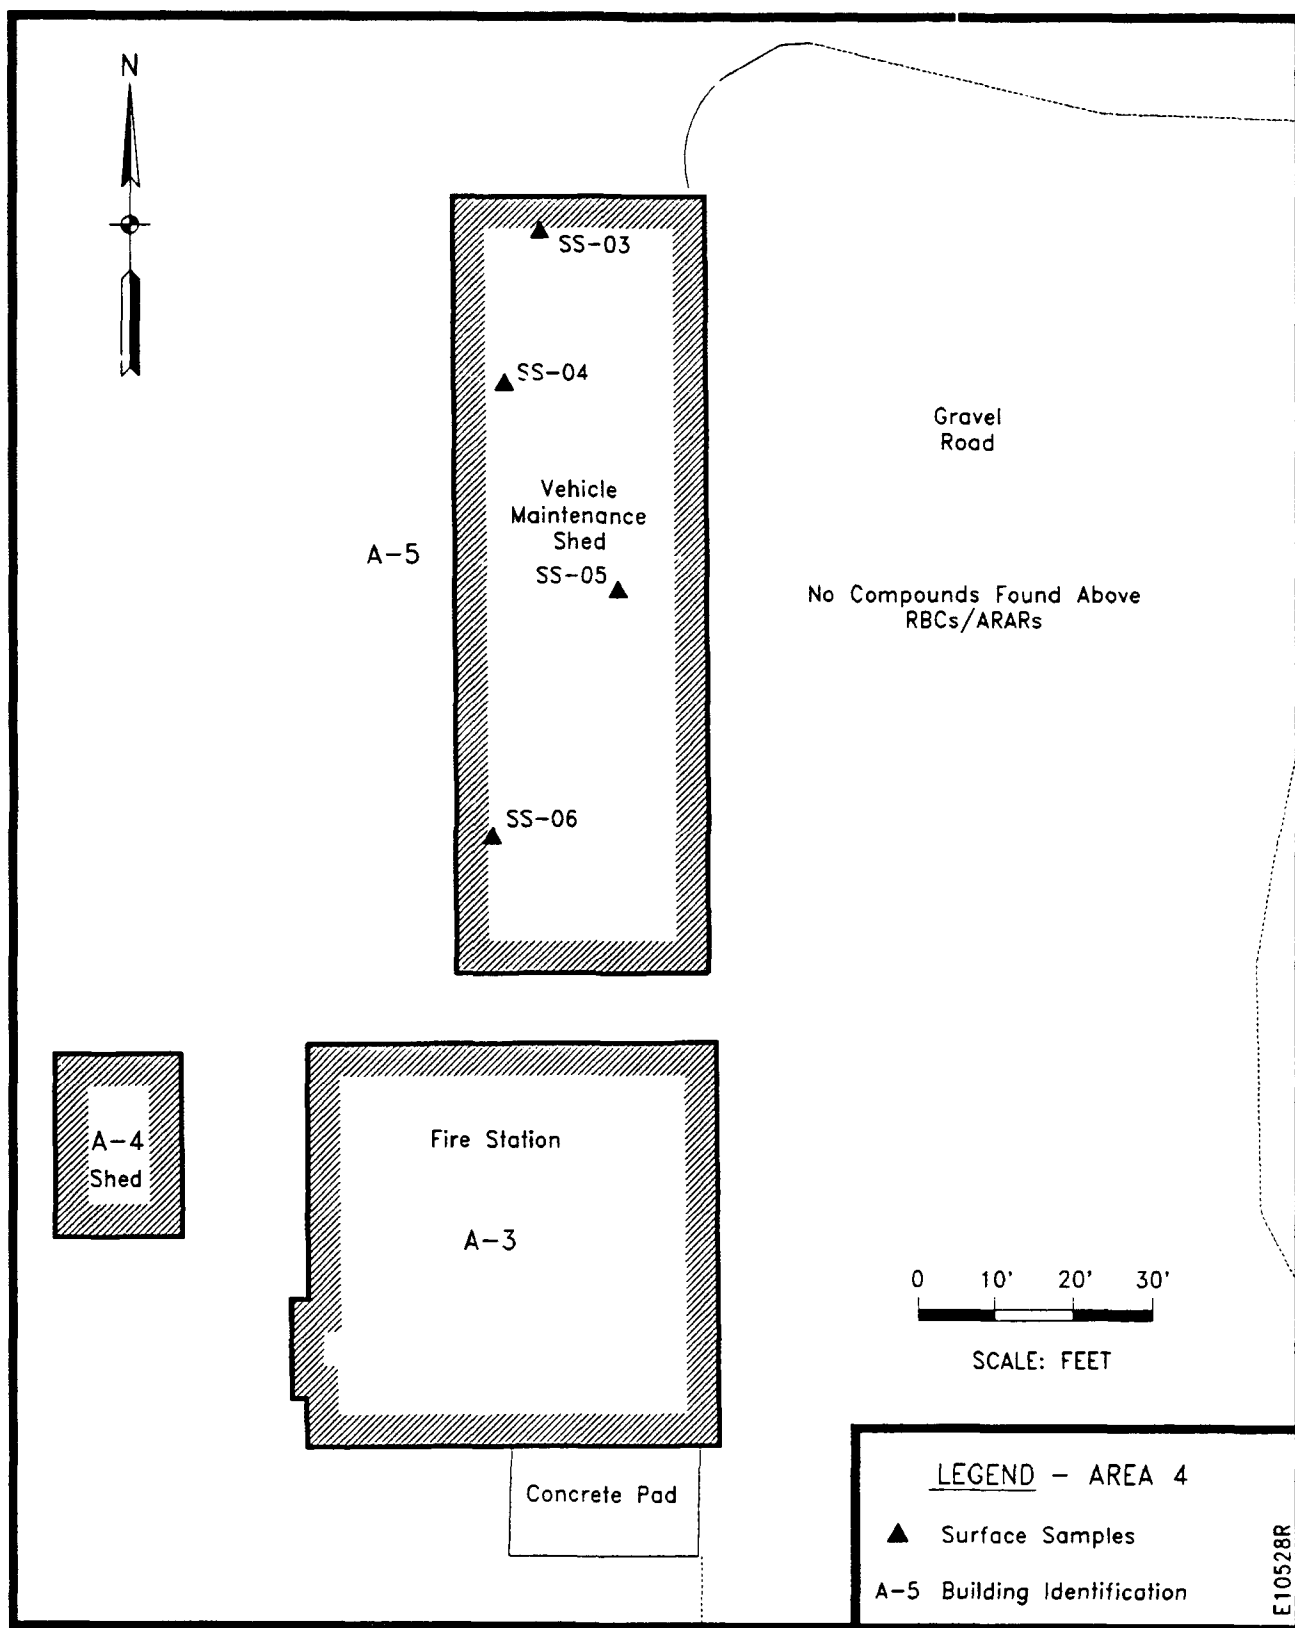 N
SS-03
SS-04
Gravel
Road
Vehicle
Maintenance
Shed
A-5
SS-05
No Compounds Found Above
RBCs/ARARs
SS-06
A-4
Shed
Fire Station
A-3
0 10' 20' 30'
SCALE: FEET
Concrete Pad
LEGEND - AREA 4
Surface Samples
A-5 Building Identification
E10528R